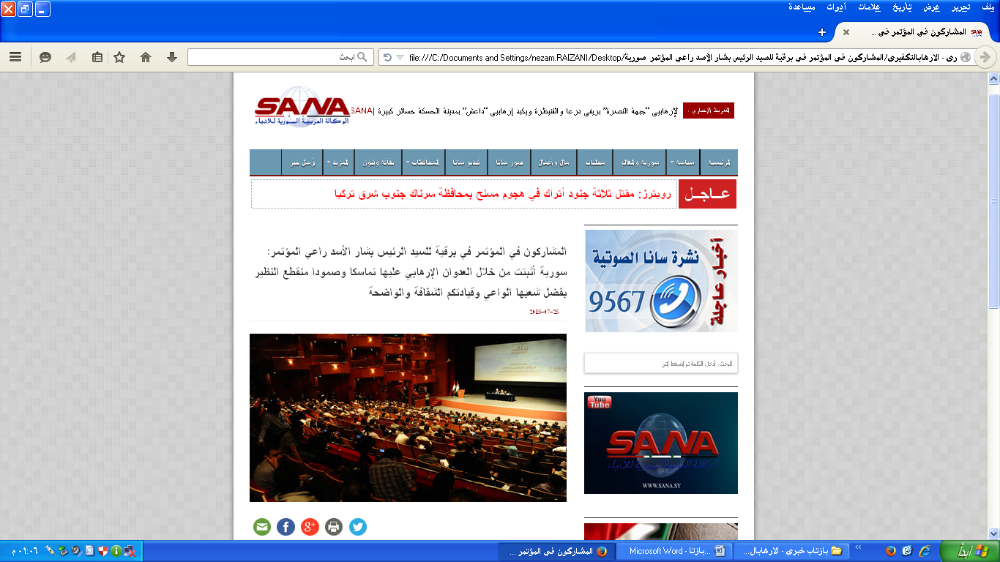 ملف تحرير عرض تأريخ علامات أدوات مساعدة
المشاركون في المؤتمر في ...
ري - الارهابالتكفيري/المشاركون في المؤتمر في برقية للسيد الرئيس بشار الأسد راعي المؤتمر سورية/file:///C:/Documents and Settings/nezam.RAIZANI/Desktop
ابحث
SANA
الوكالة العربية السورية للأنباء
الشريط الإخباري :
لإرهابيي “جبهة النصرة” بريفي درعا والقنيطرة ويكبد إرهابيي “داعش” بمدينة الحسكة خسائر كبيرة |SANA
الرئيسية سياسة سورية والعالم محليات مال وأعمال صور سانا فيديو سانا المحافظات ثقافة وفنون المزيد أرسل خبر
عـــاجـــل
رويترز: مقتل ثلاثة جنود أتراك في هجوم مسلح بمحافظة سرناك جنوب شرق تركيا
المشاركون في المؤتمر في برقية للسيد الرئيس بشار الأسد راعي المؤتمر:
سورية أثبتت من خلال العدوان الإرهابي عليها تماسكا وصمودا منقطع النظير
بفضل شعبها الواعي وقيادتكم الشفافة والواضحة
2015-07-25
أخبار عاجلة
نشرة سانا الصوتية
9567
للبحث, أدخل الكلمة ثم إضغط إنتر
You Tube
SANA
الوكالة العربية السورية للأنباء
WWW.SANA.SY
ابدأ
بازتاب خبري - الارهابال...
بازتا... - Microsoft Word
المشاركون في المؤتمر ...
٠١:٠٦ م